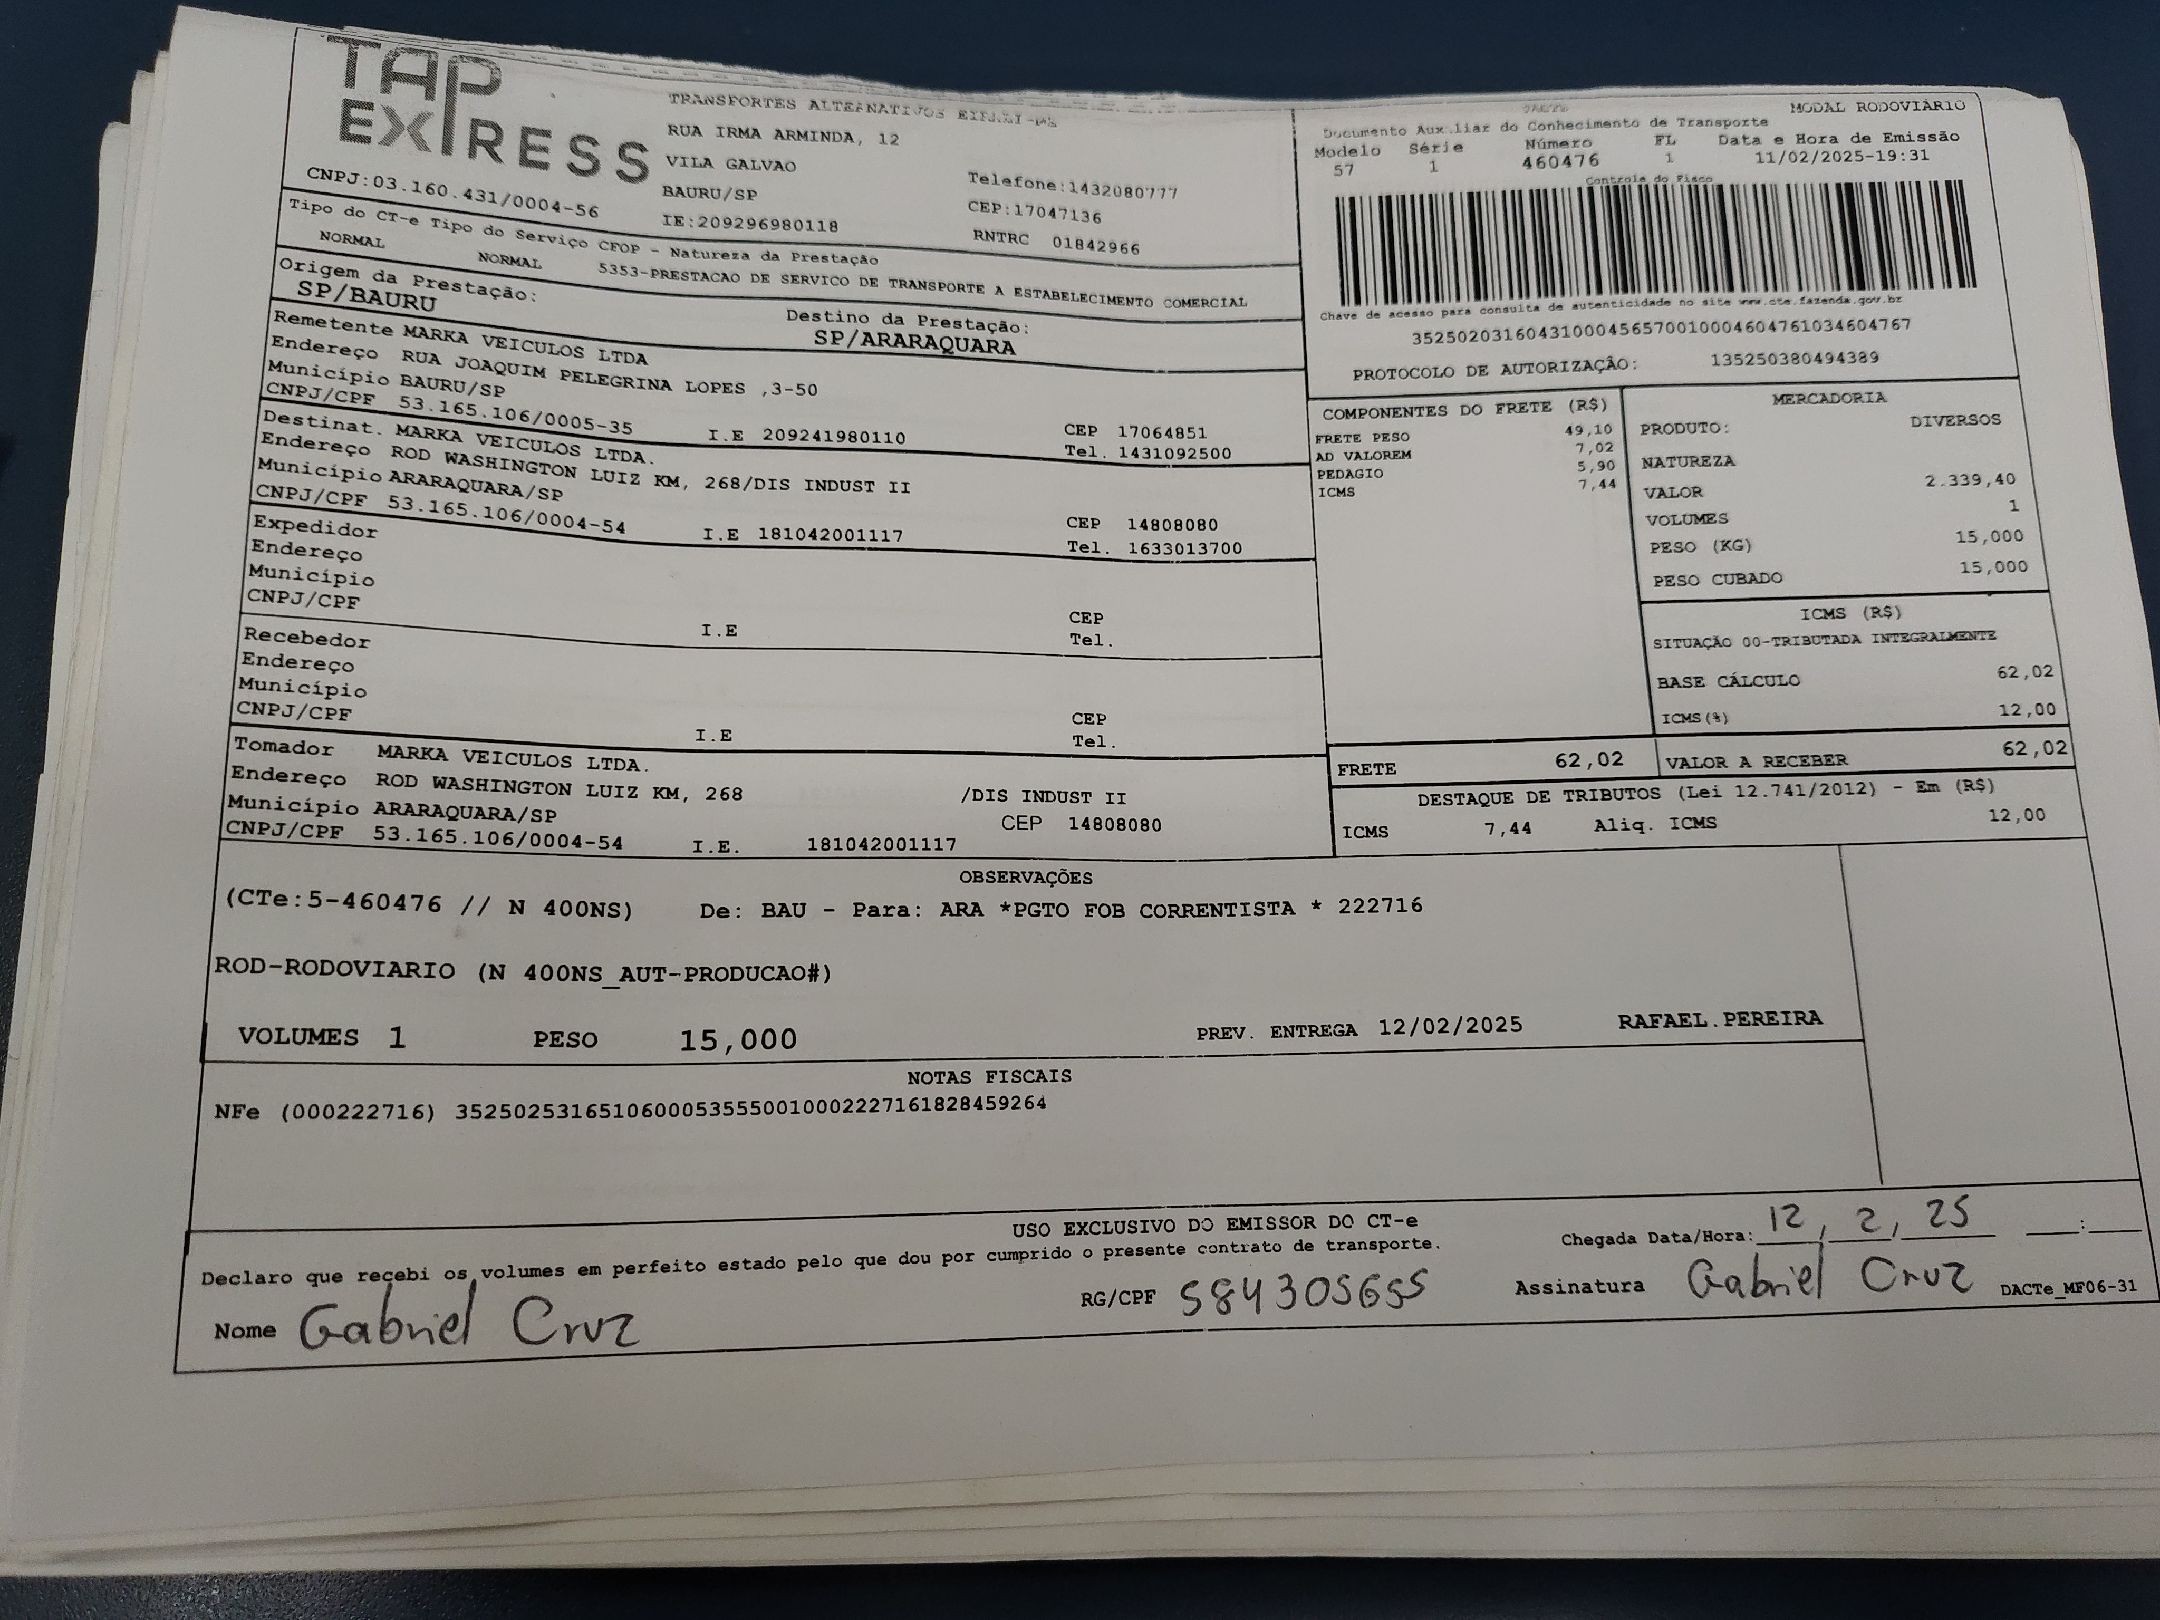 TAP
EXPRESS
CNPJ:03.160.431/0004-56
TRANSPORTES ALTERNATIVOS
RUA IRMA ARMINDA, 12
VILA GALVAO
BAURU/SP
IE:209296980118
Telefone:1432080777
CEP:17047136
RNTRC 01842966
DACTE
MODAL RODOVIÁRIO
Documento Auxiliar do Conhecimento de Transporte
Modelo Série Número FL Data e Hora de Emissão
57 1 460476 1 11/02/2025-19:31
Controle do Fisco
Chave de acesso para consulta de autenticidade no site www.cte.fazenda.gov.br
35250203160431000456570010004604761034604767
PROTOCOLO DE AUTORIZAÇÂO: 135250380494389
Tipo do CT-e Tipo do Serviço CFOP - Natureza da Prestação
NORMAL NORMAL 5353-PRESTACAO DE SERVICO DE TRANSPORTE A ESTABELECIMENTO COMERCIAL
Origem da Prestação: Destino da Prestação:
SP/BAURU SP/ARARAQUARA
Remetente MARKA VEICULOS LTDA
Endereço RUA JOAQUIM PELEGRINA LOPES ,3-50
Município BAURU/SP CEP 17064851
CNPJ/CPF 53.165.106/0005-35 I.E 209241980110 Tel. 1431092500
Destinat. MARKA VEICULOS LTDA.
Endereço ROD WASHINGTON LUIZ KM, 268/DIS INDUST II
Município ARARAQUARA/SP CEP 14808080
CNPJ/CPF 53.165.106/0004-54 I.E 181042001117 Tel. 1633013700
Expedidor
Endereço
Município CEP
CNPJ/CPF I.E Tel.
Recebedor
Endereço
Município CEP
CNPJ/CPF I.E Tel.
Tomador MARKA VEICULOS LTDA.
Endereço ROD WASHINGTON LUIZ KM, 268 /DIS INDUST II
Município ARARAQUARA/SP CEP 14808080
CNPJ/CPF 53.165.106/0004-54 I.E. 181042001117
COMPONENTES DO FRETE (R$)
FRETE PESO 49,10
AD VALOREM 7,02
PEDAGIO 5,90
ICMS 7,44
MERCADORIA
PRODUTO: DIVERSOS
NATUREZA
VALOR 2.339,40
VOLUMES 1
PESO (KG) 15,000
PESO CUBADO 15,000
ICMS (R$)
SITUAÇÃO 00-TRIBUTADA INTEGRALMENTE
BASE CÁLCULO 62,02
ICMS(%) 12,00
FRETE 62,02 VALOR A RECEBER 62,02
DESTAQUE DE TRIBUTOS (Lei 12.741/2012) - Em (R$)
ICMS 7,44 Aliq. ICMS 12,00
OBSERVAÇÕES
(CTe:5-460476 // N 400NS) De: BAU - Para: ARA *PGTO FOB CORRENTISTA * 222716
ROD-RODOVIARIO (N 400NS_AUT-PRODUCAO#)
VOLUMES 1 PESO 15,000 PREV. ENTREGA 12/02/2025 RAFAEL.PEREIRA
NOTAS FISCAIS
NFe (000222716) 35250253165106000535550010002227161828459264
USO EXCLUSIVO DO EMISSOR DO CT-e
Declaro que recebi os volumes em perfeito estado pelo que dou por cumprido o presente contrato de transporte.
Chegada Data/Hora: 12, 2, 25 :
Nome Gabriel Cruz RG/CPF 584305655 Assinatura Gabriel Cruz DACTe_MF06-31